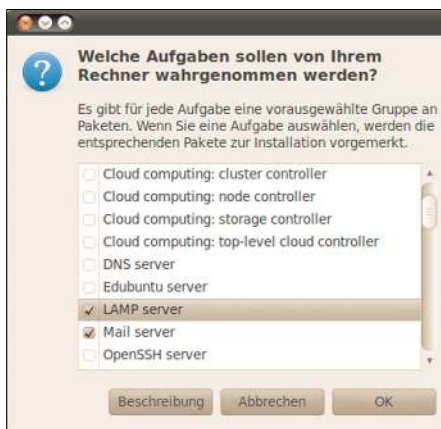 Welche Aufgaben sollen von Ihrem
Rechner wahrgenommen werden?
Es gibt für jede Aufgabe eine vorausgewählte Gruppe an
Paketen. Wenn Sie eine Aufgabe auswählen, werden die
entsprechenden Pakete zur Installation vorgemerkt.
Cloud computing: cluster controller
Cloud computing: node controller
Cloud computing: storage controller
Cloud computing: top-level cloud controller
DNS server
Edubuntu server
LAMP server
Mail server
OpenSSH server
Beschreibung Abbrechen OK